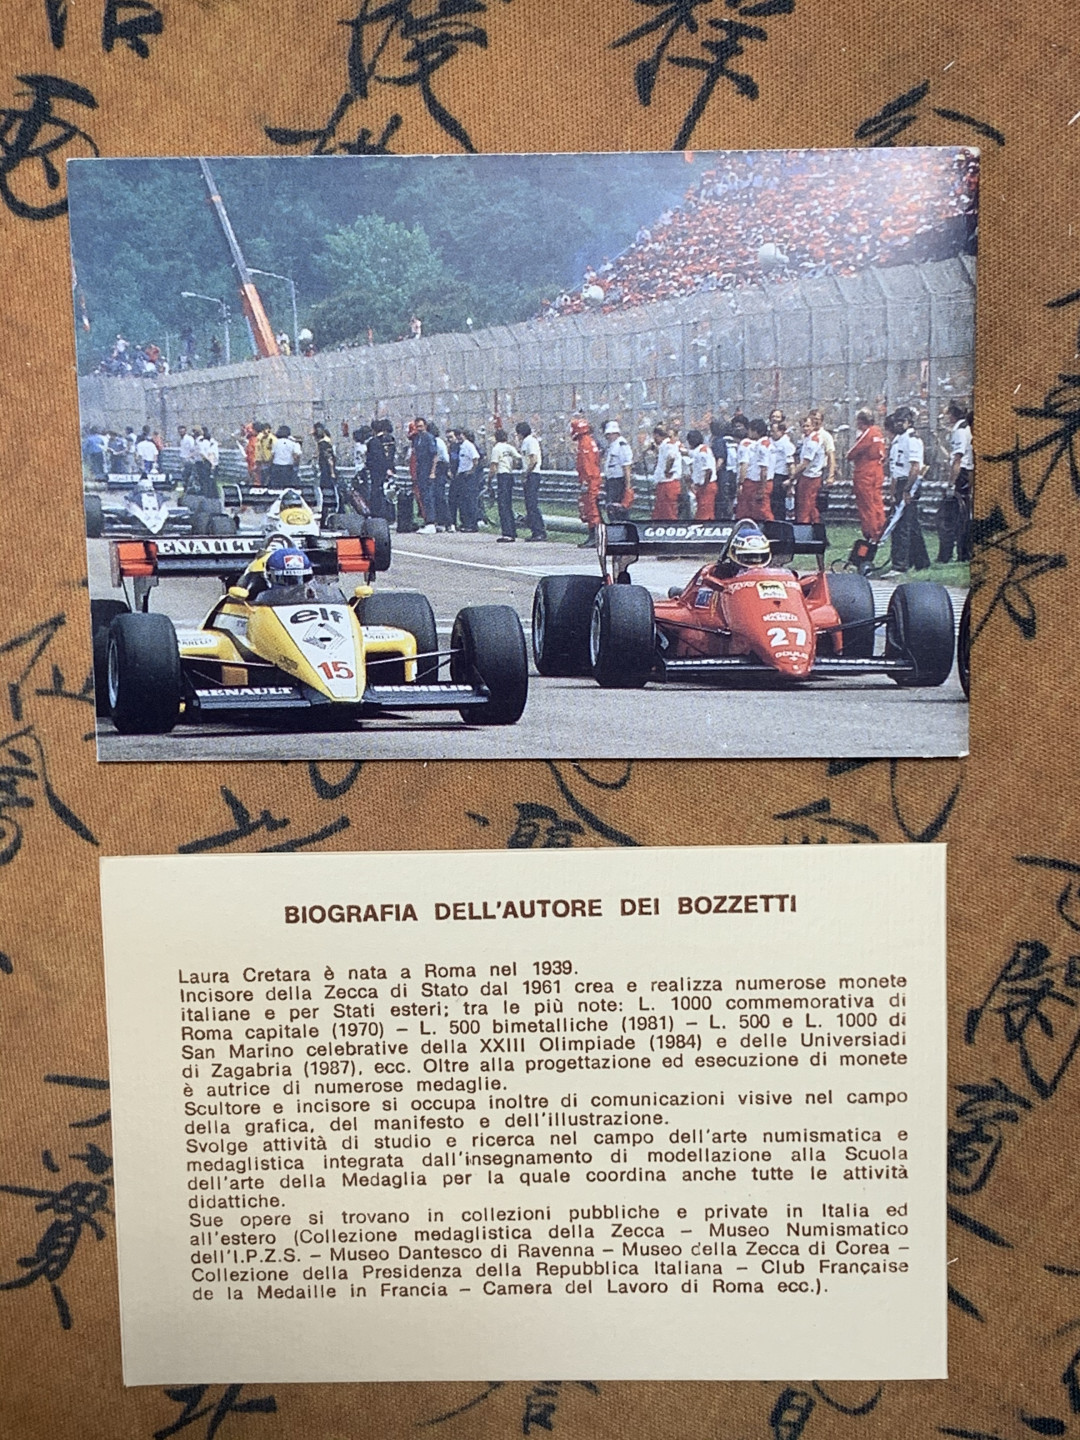 GOODYEAR
RENAULT elf
elf
15
RENAULT
MICHELIN
27
BIOGRAFIA DELL'AUTORE DEI BOZZETTI
Laura Cretara è nata a Roma nel 1939.
Incisore della Zecca di Stato dal 1961 crea e realizza numerose monete
italiane e per Stati esteri; tra le più note: L. 1000 commemorativa di
Roma capitale (1970) – L. 500 bimetalliche (1981) – L. 500 e L. 1000 di
San Marino celebrative della XXIII Olimpiade (1984) e delle Universiadi
di Zagabria (1987), ecc. Oltre alla progettazione ed esecuzione di monete
è autrice di numerose medaglie.
Scultore e incisore si occupa inoltre di comunicazioni visive nel campo
della grafica, del manifesto e dell'illustrazione.
Svolge attività di studio e ricerca nel campo dell'arte numismatica e
medaglistica integrata dall'insegnamento di modellazione alla Scuola
dell'arte della Medaglia per la quale coordina anche tutte le attività
didattiche.
Sue opere si trovano in collezioni pubbliche e private in Italia ed
all'estero (Collezione medaglistica della Zecca – Museo Numismatico
dell'I.P.Z.S. – Museo Dantesco di Ravenna – Museo della Zecca di Corea –
Collezione della Presidenza della Repubblica Italiana – Club Française
de la Medaille in Francia – Camera del Lavoro di Roma ecc.).